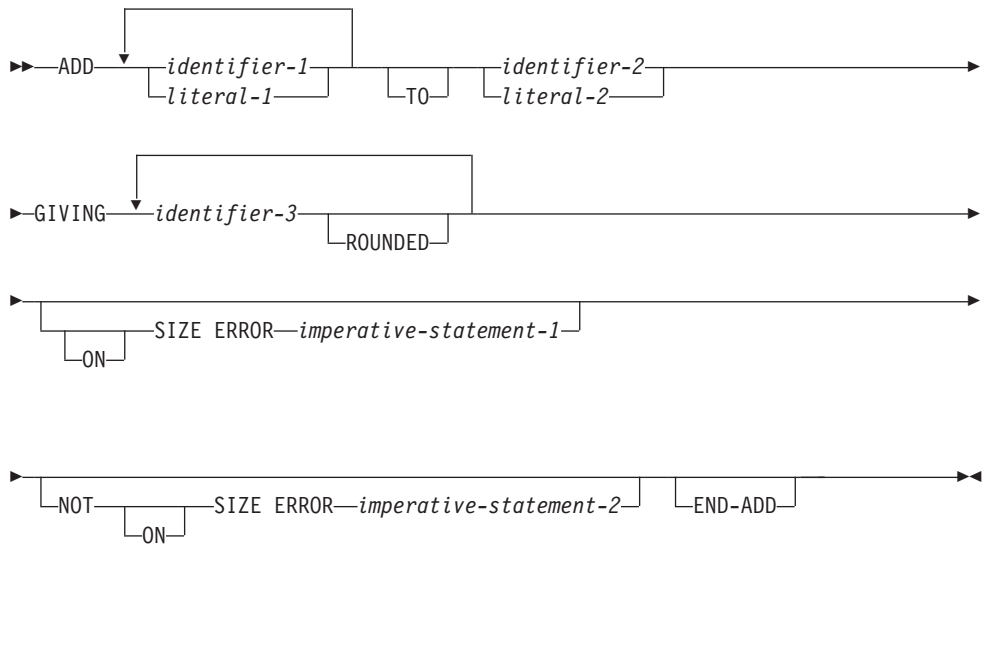 ADD identifier-1 identifier-2
literal-1 TO literal-2
GIVING identifier-3
ROUNDED
SIZE ERROR imperative-statement-1
ON
NOT SIZE ERROR imperative-statement-2 END-ADD
ON